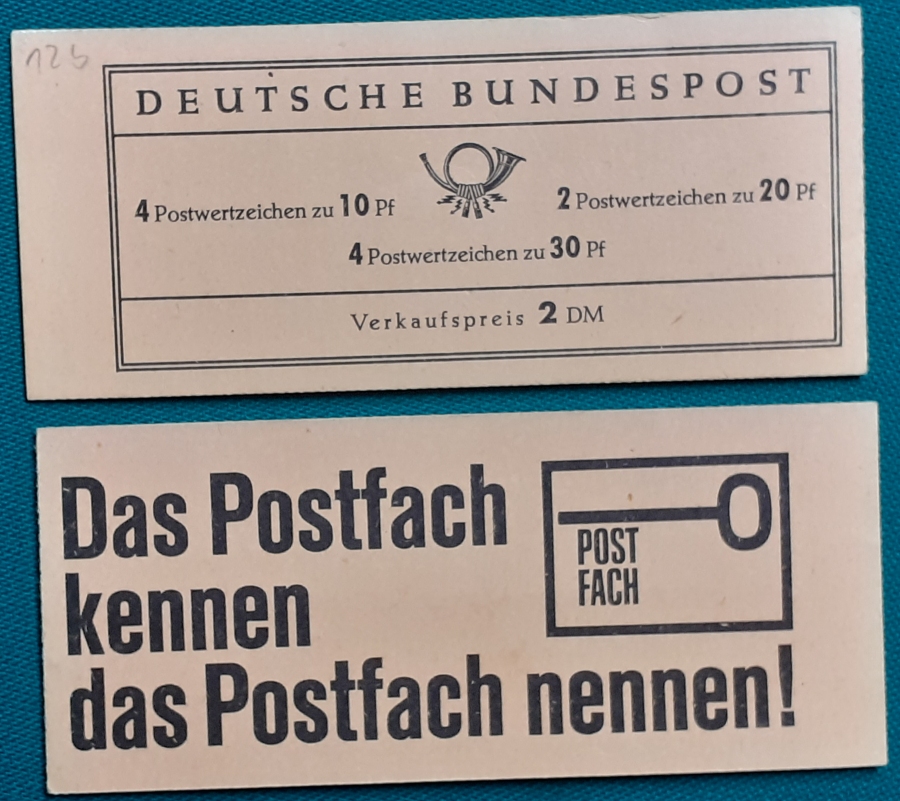 12b
DEUTSCHE BUNDESPOST
4 Postwertzeichen zu 10 Pf
2 Postwertzeichen zu 20 Pf
4 Postwertzeichen zu 30 Pf
Verkaufspreis 2 DM
Das Postfach
kennen
das Postfach nennen!
POST
FACH